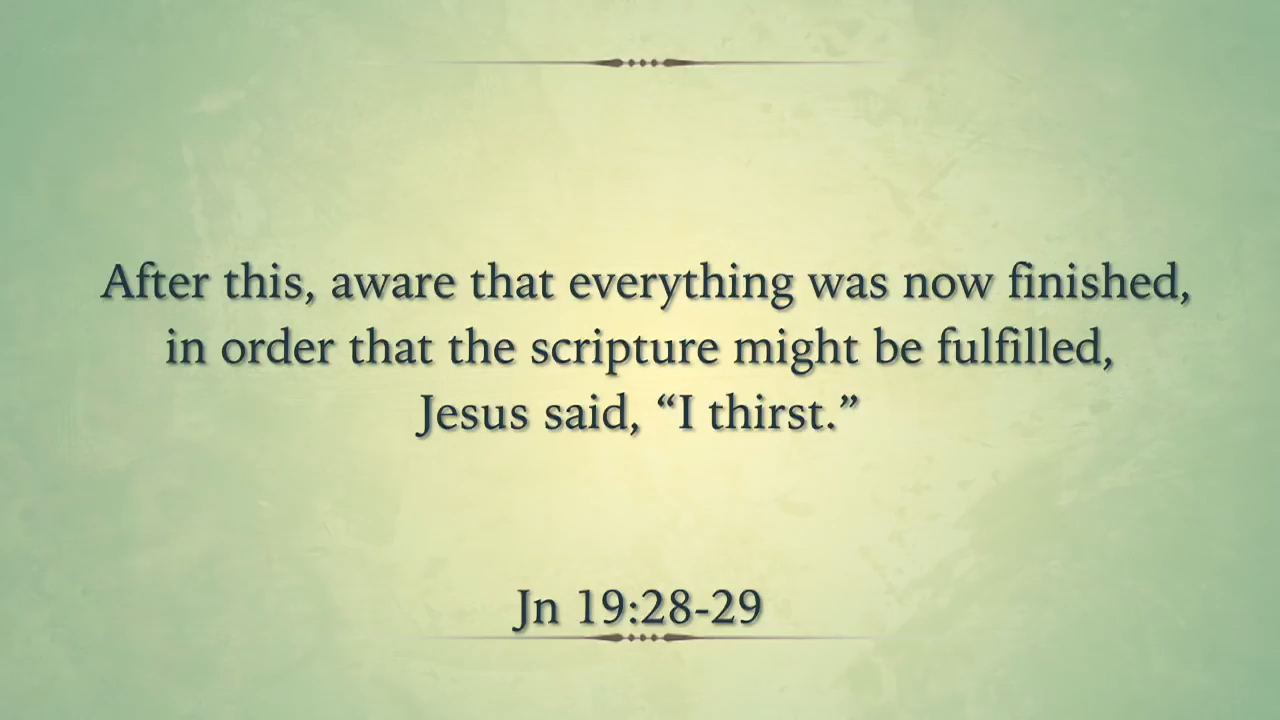 After this, aware that everything was now finished,
in order that the scripture might be fulfilled,
Jesus said, “I thirst.”
Jn 19:28-29